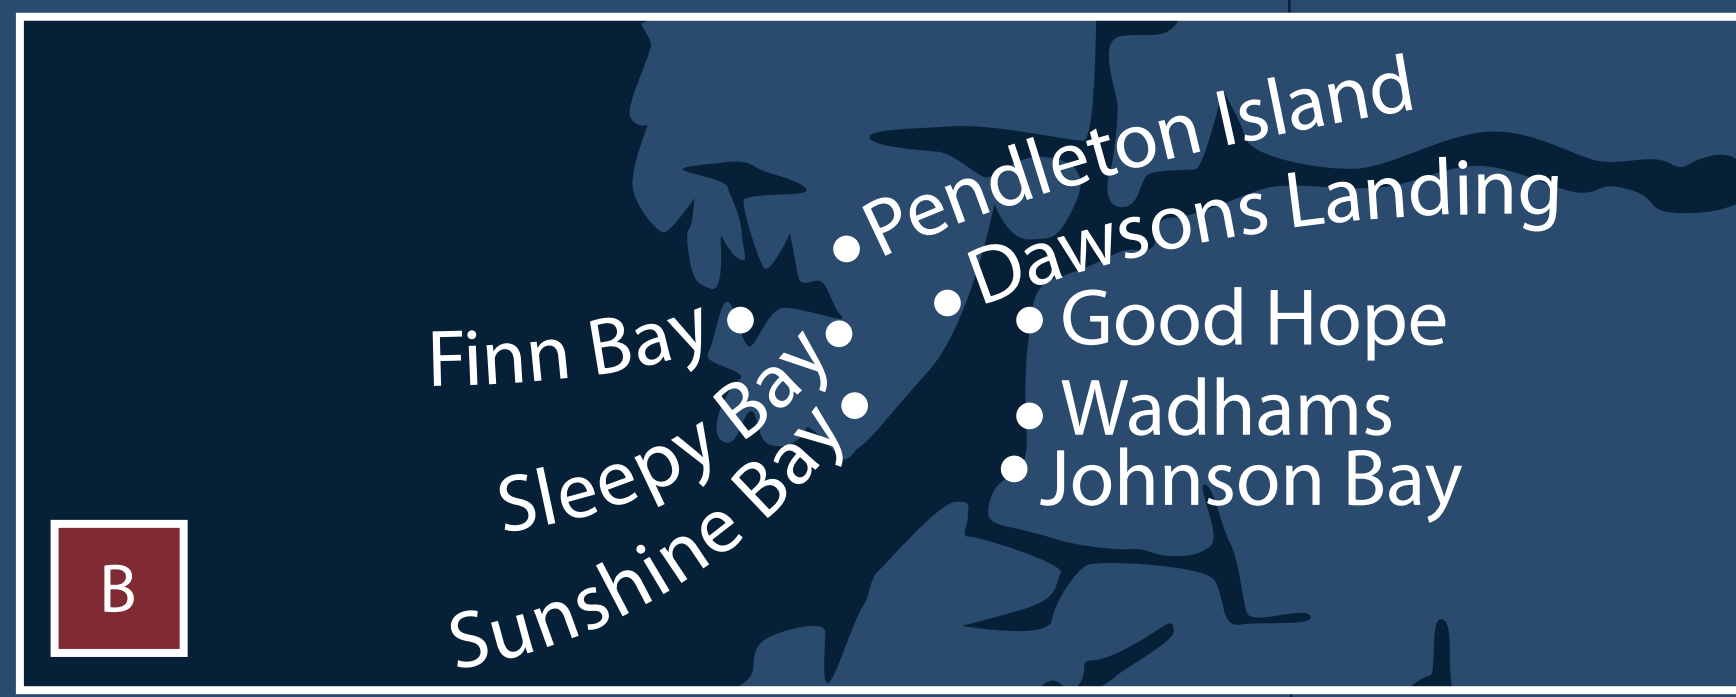 Pendleton Island
Dawsons Landing
Finn Bay
Good Hope
Sleepy Bay
Wadhams
Sunshine Bay
Johnson Bay
B